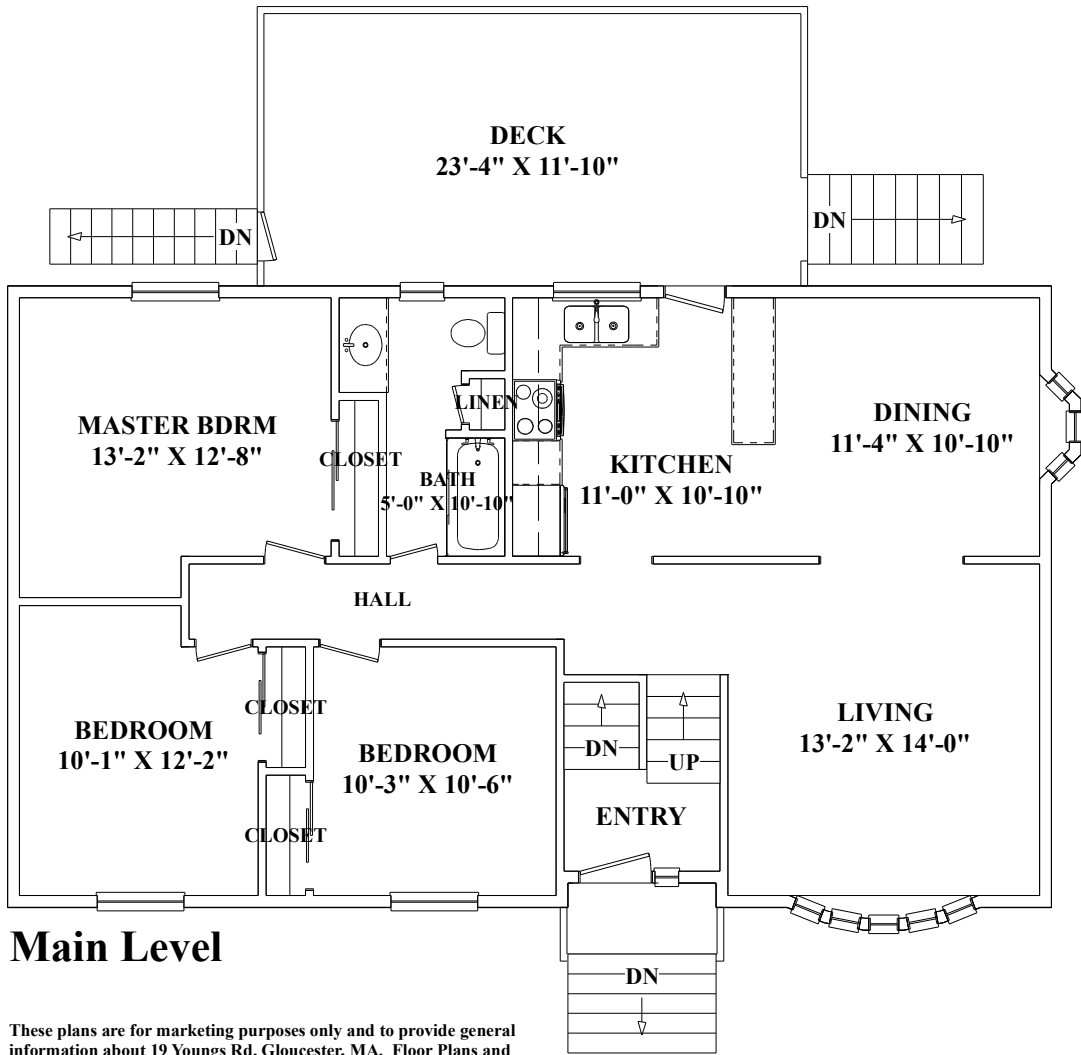 DECK
23'-4" X 11'-10"
DN
DN
MASTER BDRM
13'-2" X 12'-8"
CLOSET
LINEN
BATH
5'-0" X 10'-10"
KITCHEN
11'-0" X 10'-10"
DINING
11'-4" X 10'-10"
HALL
BEDROOM
10'-1" X 12'-2"
CLOSET
CLOSET
BEDROOM
10'-3" X 10'-6"
DN
UP
ENTRY
LIVING
13'-2" X 14'-0"
DN
Main Level
These plans are for marketing purposes only and to provide general
information about 19 Youngs Rd, Gloucester, MA. Floor Plans and